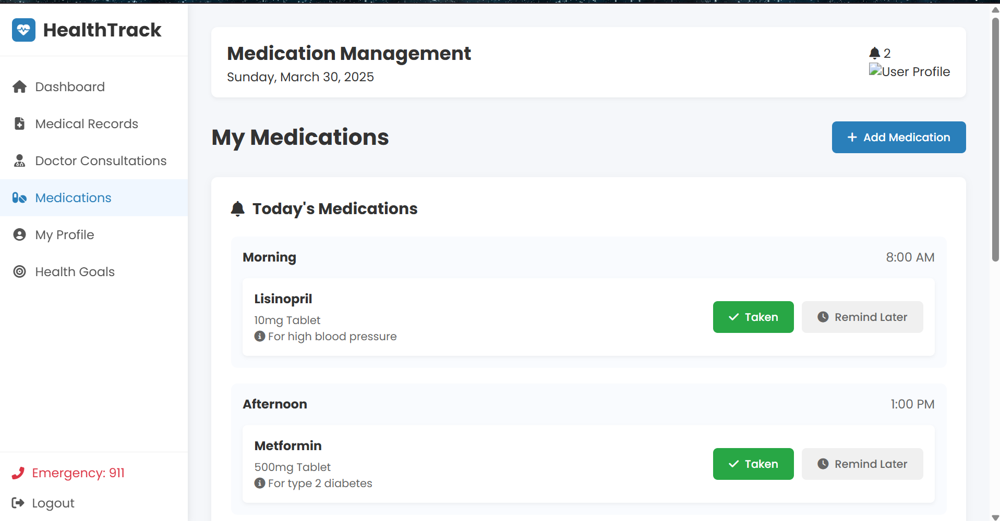 HealthTrack
Dashboard
Medical Records
Doctor Consultations
Medications
My Profile
Health Goals
Emergency: 911
Logout
Medication Management
Sunday, March 30, 2025
2
User Profile
My Medications
Add Medication
Today's Medications
Morning
8:00 AM
Lisinopril
10mg Tablet
For high blood pressure
Taken
Remind Later
Afternoon
1:00 PM
Metformin
500mg Tablet
For type 2 diabetes
Taken
Remind Later